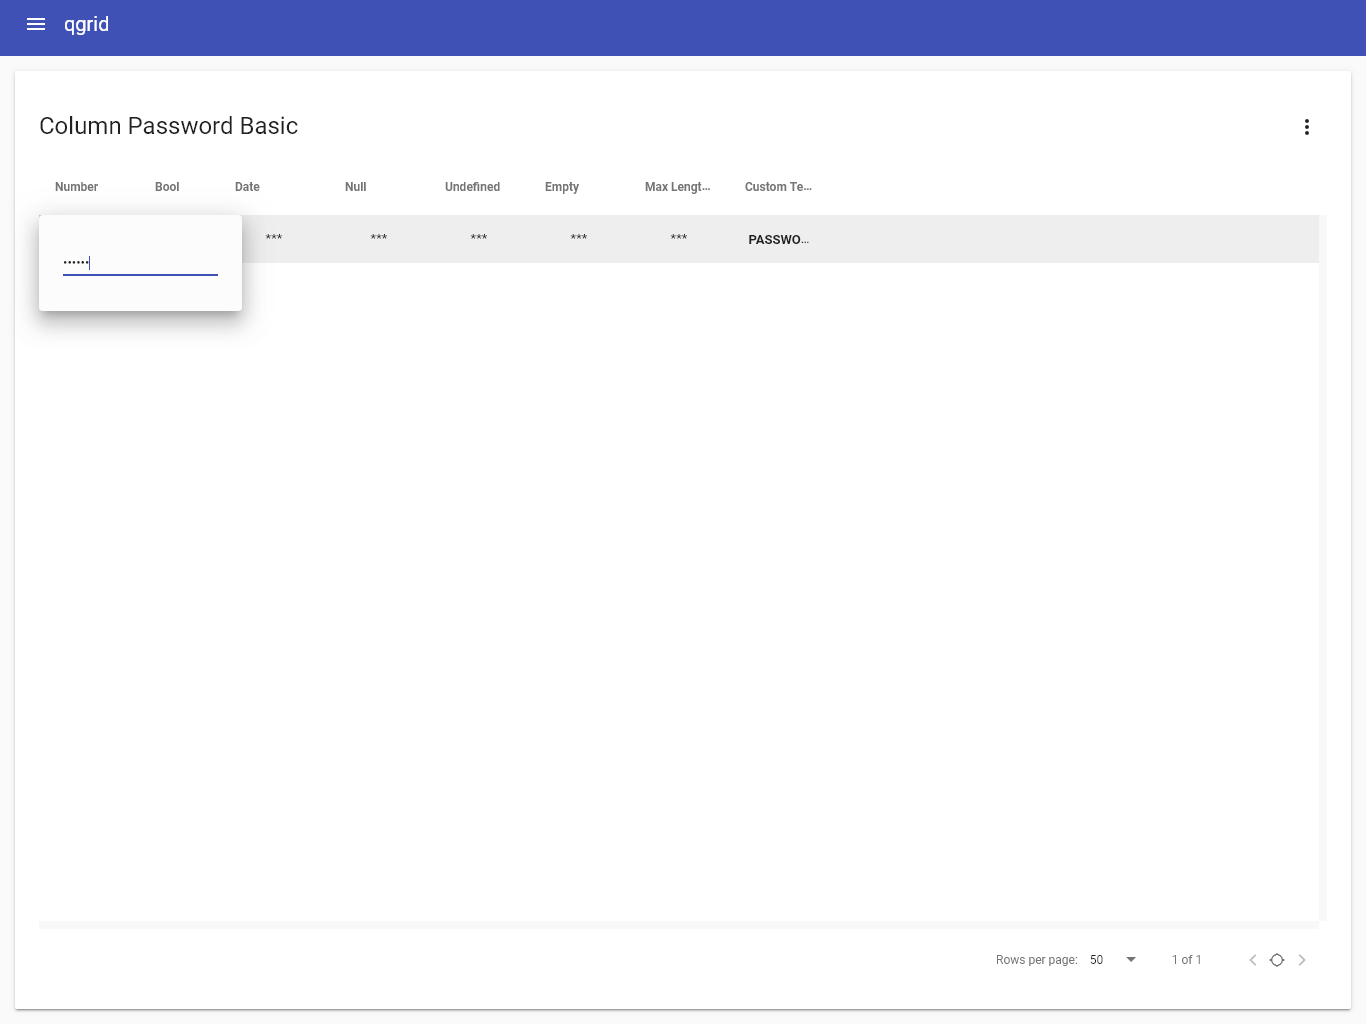 qgrid
Column Password Basic
Number Bool Date Null Undefined Empty Max Lengt... Custom Te...
*** *** *** *** *** PASSWO...
••••••
Rows per page: 50 1 of 1